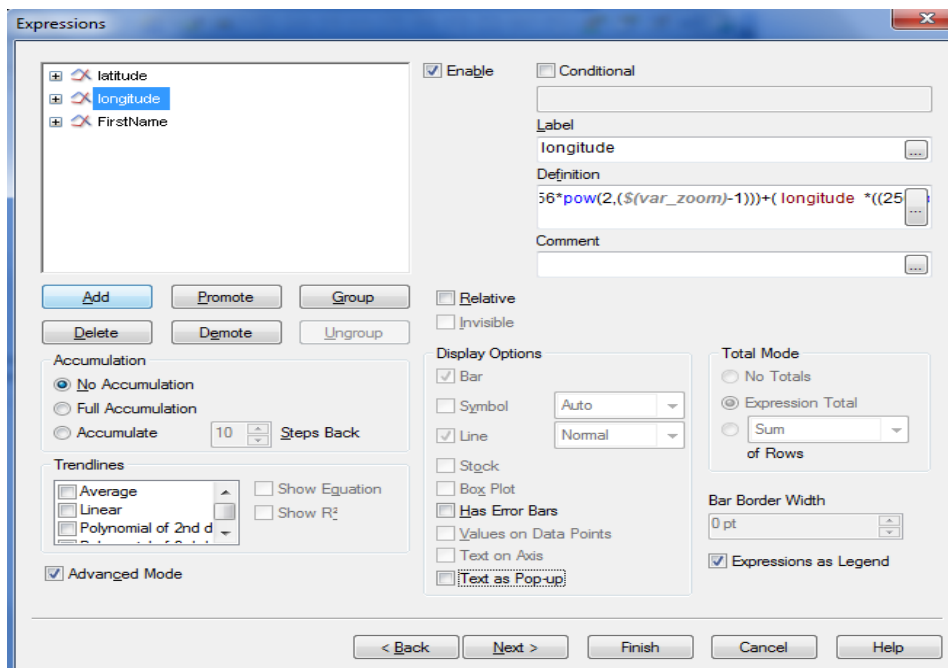 Expressions
latitude
longitude
FirstName
Enable
Conditional
Label
longitude
...
Definition
56*pow(2,($(var_zoom)-1)))+( longitude *((25
...
Comment
...
Add Promote Group
Delete Demote Ungroup
Relative
Invisible
Accumulation
No Accumulation
Full Accumulation
Accumulate 10 Steps Back
Trendlines
Average
Linear
Polynomial of 2nd d
Show Equation
Show R²
Advanced Mode
Display Options
Bar
Symbol Auto
Line Normal
Stock
Box Plot
Has Error Bars
Values on Data Points
Text on Axis
Text as Pop-up
Total Mode
No Totals
Expression Total
Sum
of Rows
Bar Border Width
0 pt
Expressions as Legend
< Back Next > Finish Cancel Help